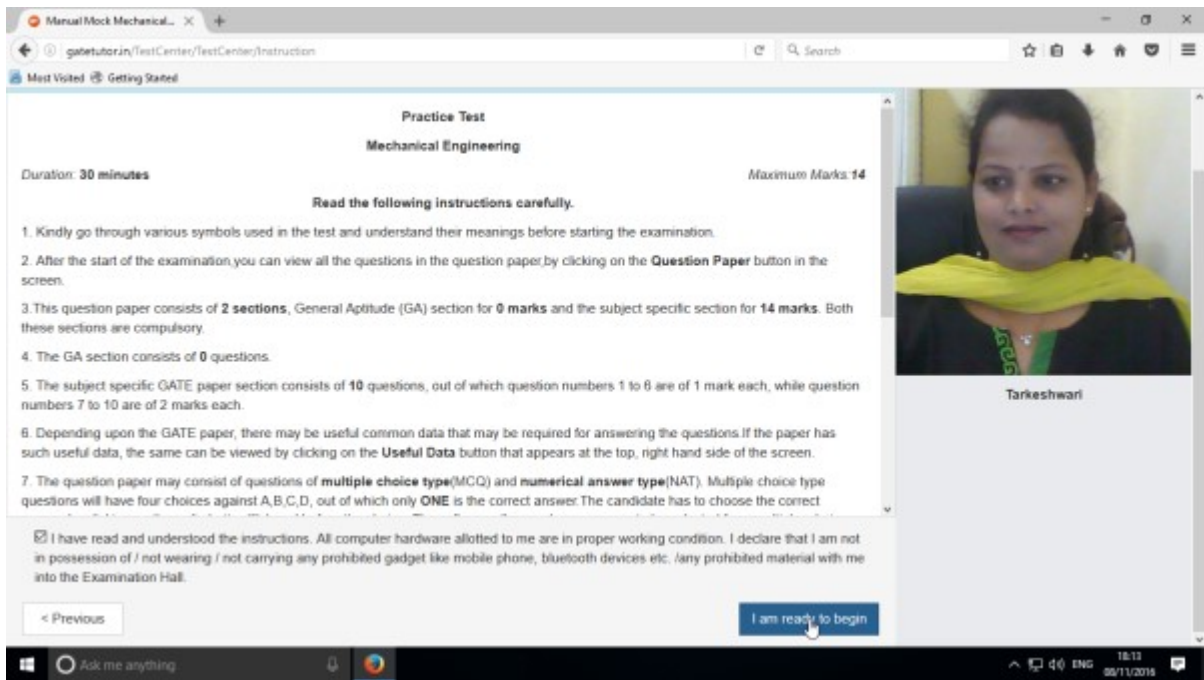 Manual Mock Mechanical...
gatetutor.in/TestCenter/TestCenter/Instruction
Search
Most Visited Getting Started
Practice Test
Mechanical Engineering
Duration: 30 minutes Maximum Marks:14
Read the following instructions carefully.
1. Kindly go through various symbols used in the test and understand their meanings before starting the examination.
2. After the start of the examination,you can view all the questions in the question paper,by clicking on the Question Paper button in the
screen.
3.This question paper consists of 2 sections, General Aptitude (GA) section for 0 marks and the subject specific section for 14 marks. Both
these sections are compulsory.
4. The GA section consists of 0 questions.
5. The subject specific GATE paper section consists of 10 questions, out of which question numbers 1 to 6 are of 1 mark each, while question
numbers 7 to 10 are of 2 marks each.
6. Depending upon the GATE paper, there may be useful common data that may be required for answering the questions.If the paper has
such useful data, the same can be viewed by clicking on the Useful Data button that appears at the top, right hand side of the screen.
7. The question paper may consist of questions of multiple choice type(MCQ) and numerical answer type(NAT). Multiple choice type
questions will have four choices against A,B,C,D, out of which only ONE is the correct answer.The candidate has to choose the correct
Tarkeshwari
I have read and understood the instructions. All computer hardware allotted to me are in proper working condition. I declare that I am not
in possession of / not wearing / not carrying any prohibited gadget like mobile phone, bluetooth devices etc. /any prohibited material with me
into the Examination Hall.
< Previous
I am ready to begin
Ask me anything
ENG
18:13
08/11/2016